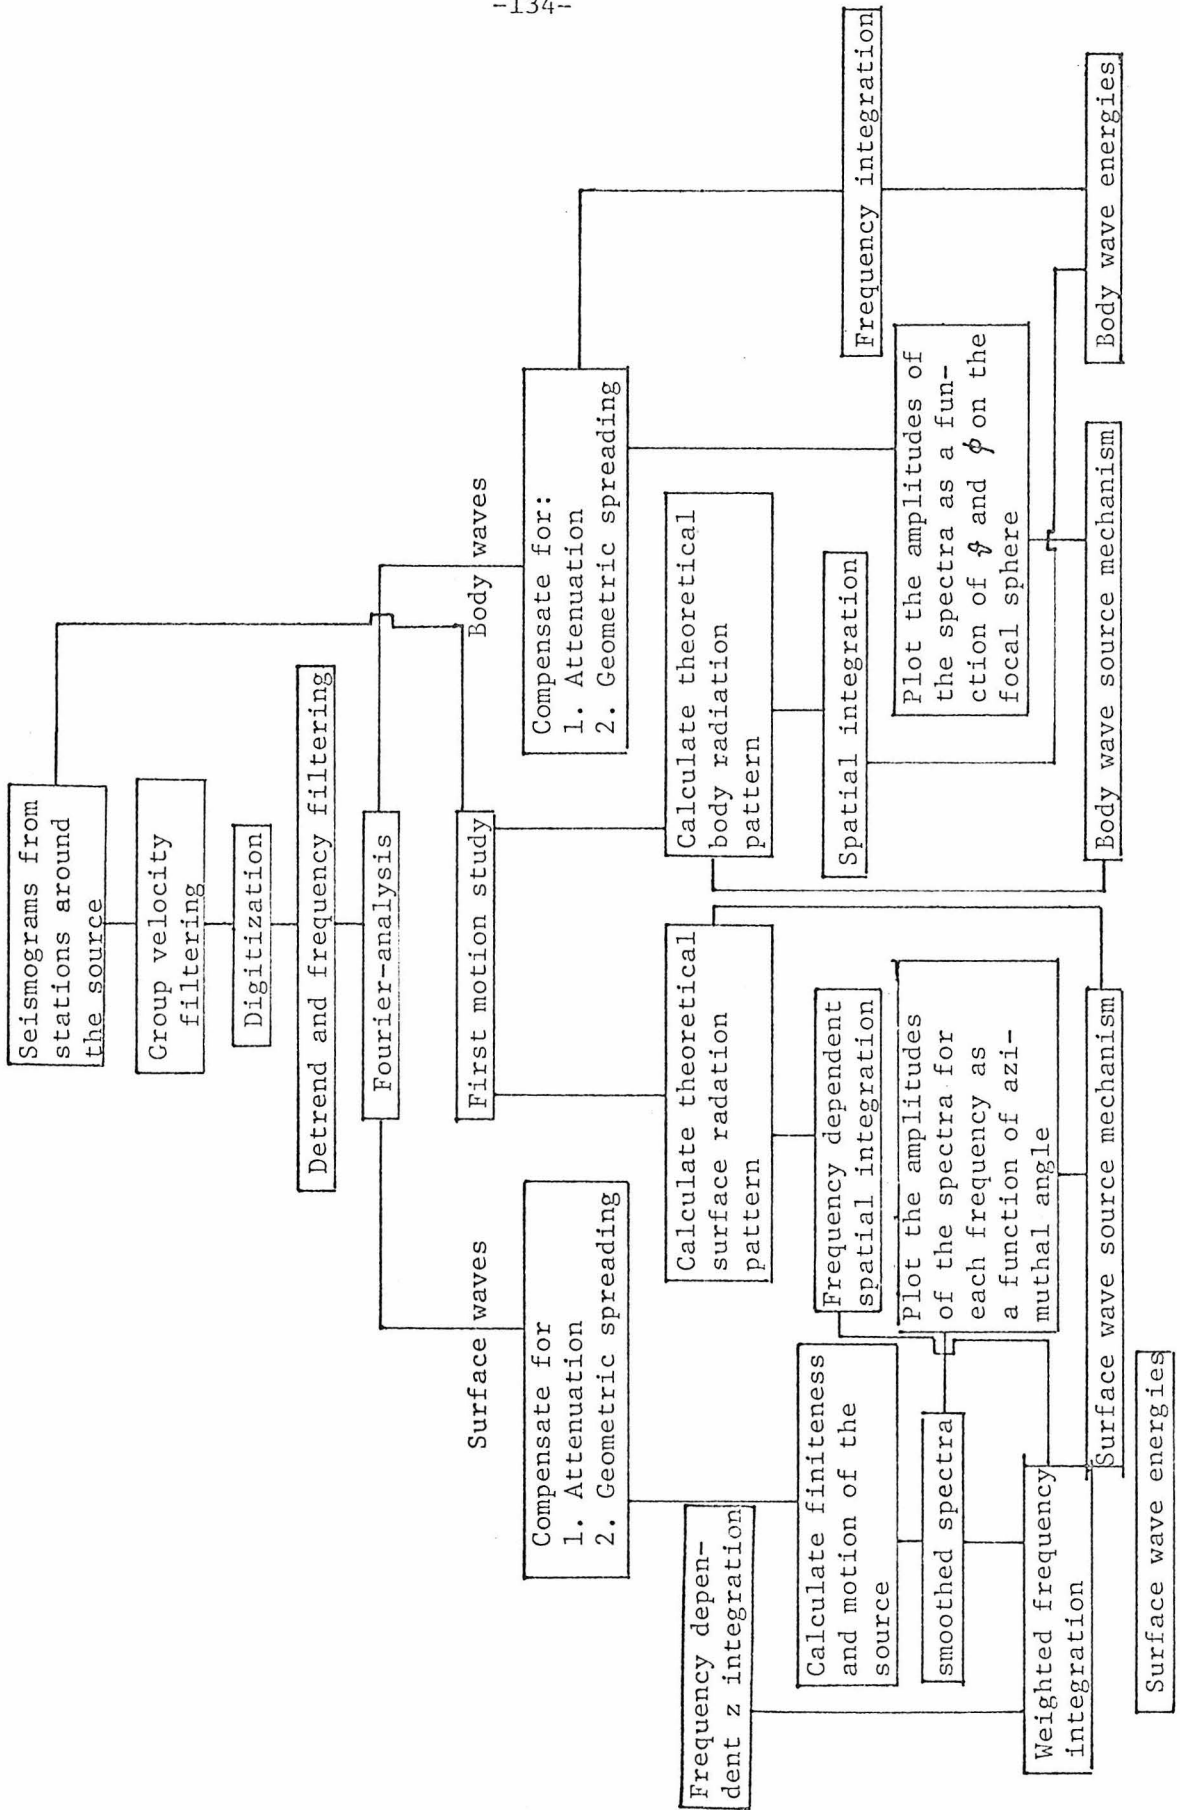 -134-
Seismograms from
stations around
the source
Group velocity
filtering
Digitization
Detrend and frequency filtering
Fourier-analysis
First motion study
Surface waves
Body waves
Compensate for
1. Attenuation
2. Geometric spreading
Compensate for:
1. Attenuation
2. Geometric spreading
Frequency depen-
dent z integration
Calculate theoretical
surface radation
pattern
Calculate theoretical
body radiation
pattern
Calculate finiteness
and motion of the
source
Frequency dependent
spatial integration
Spatial integration
Frequency integration
smoothed spectra
Plot the amplitudes
of the spectra for
each frequency as
a function of azi-
muthal angle
Plot the amplitudes of
the spectra as a fun-
ction of ϑ and ϕ on the
focal sphere
Weighted frequency
integration
Surface wave source mechanism
Body wave source mechanism
Body wave energies
Surface wave energies